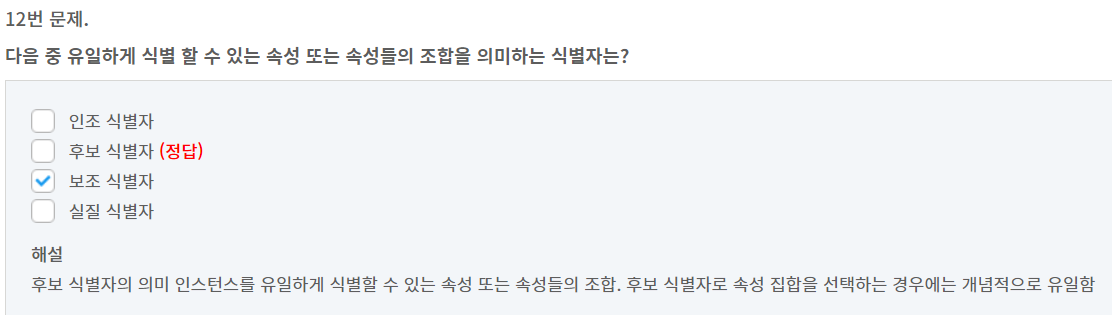 12번 문제.
다음 중 유일하게 식별 할 수 있는 속성 또는 속성들의 조합을 의미하는 식별자는?
인조 식별자
후보 식별자 (정답)
보조 식별자
실질 식별자
해설
후보 식별자의 의미 인스턴스를 유일하게 식별할 수 있는 속성 또는 속성들의 조합. 후보 식별자로 속성 집합을 선택하는 경우에는 개념적으로 유일함